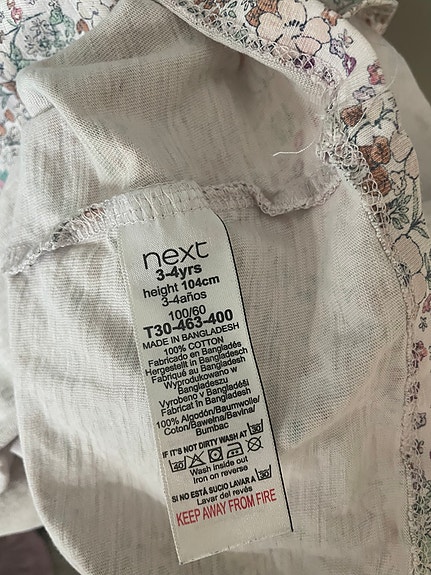 next
3-4yrs
height 104cm
3-4años
100/60
T30-463-400
MADE IN BANGLADESH
100% COTTON
Fabricado en Bangladés
Hergestellt in Bangladesch
Fabriqué au Bangladesh
Wyprodukowano w
Bangladeszu
Vyrobeno v Bangladéši
Fabricat în Bangladesh
100% Algodón/Baumwolle/
Coton/Bawełna/Bavlna/
Bumbac
IF IT'S NOT DIRTY WASH AT 30
40
Wash inside out
Iron on reverse
SI NO ESTÁ SUCIO LAVAR A 30
Lavar del revés
KEEP AWAY FROM FIRE